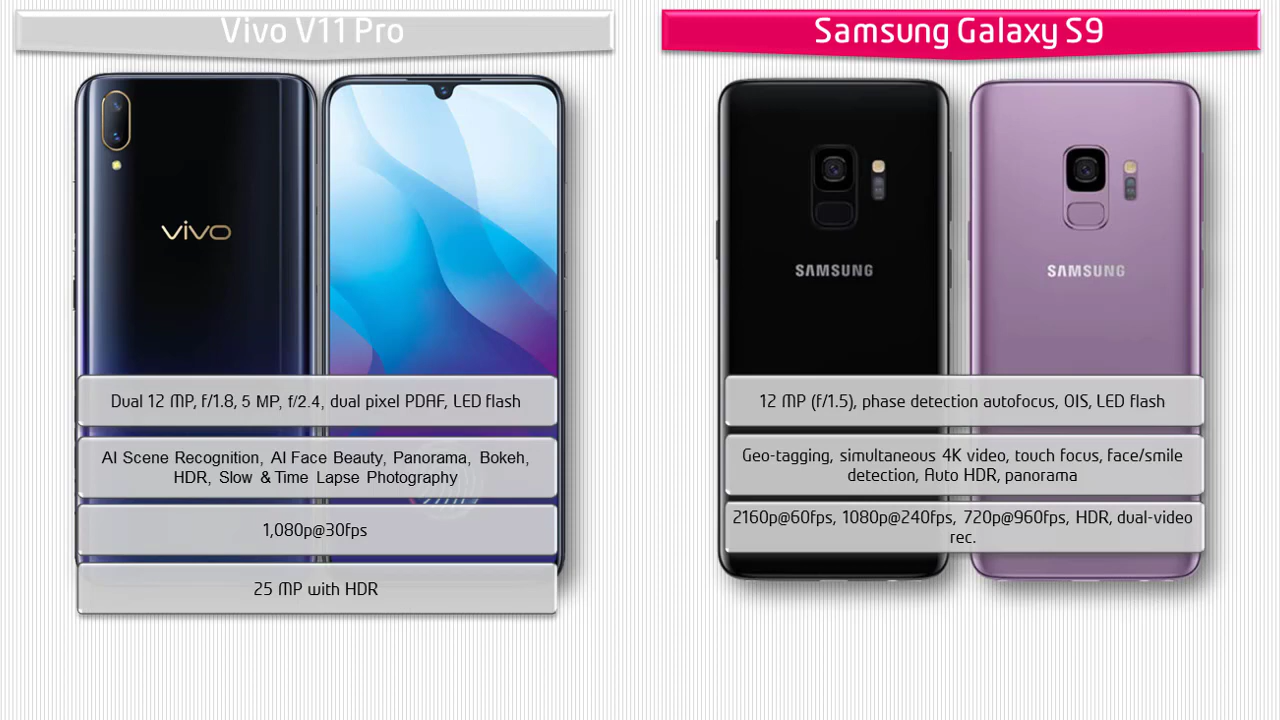 Vivo V11 Pro
vivo
Dual 12 MP, f/1.8, 5 MP, f/2.4, dual pixel PDAF, LED flash
AI Scene Recognition, AI Face Beauty, Panorama, Bokeh,
HDR, Slow & Time Lapse Photography
1,080p@30fps
25 MP with HDR
Samsung Galaxy S9
SAMSUNG
SAMSUNG
12 MP (f/1.5), phase detection autofocus, OIS, LED flash
Geo-tagging, simultaneous 4K video, touch focus, face/smile
detection, Auto HDR, panorama
2160p@60fps, 1080p@240fps, 720p@960fps, HDR, dual-video
rec.